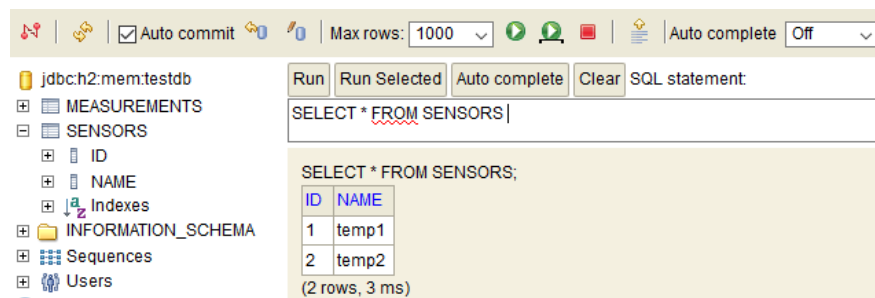 Auto commit Max rows: 1000 Auto complete Off
jdbc:h2:mem:testdb
MEASUREMENTS
SENSORS
ID
NAME
Indexes
INFORMATION_SCHEMA
Sequences
Users
Run Run Selected Auto complete Clear SQL statement:
SELECT * FROM SENSORS
SELECT * FROM SENSORS;
ID NAME
1 temp1
2 temp2
(2 rows, 3 ms)